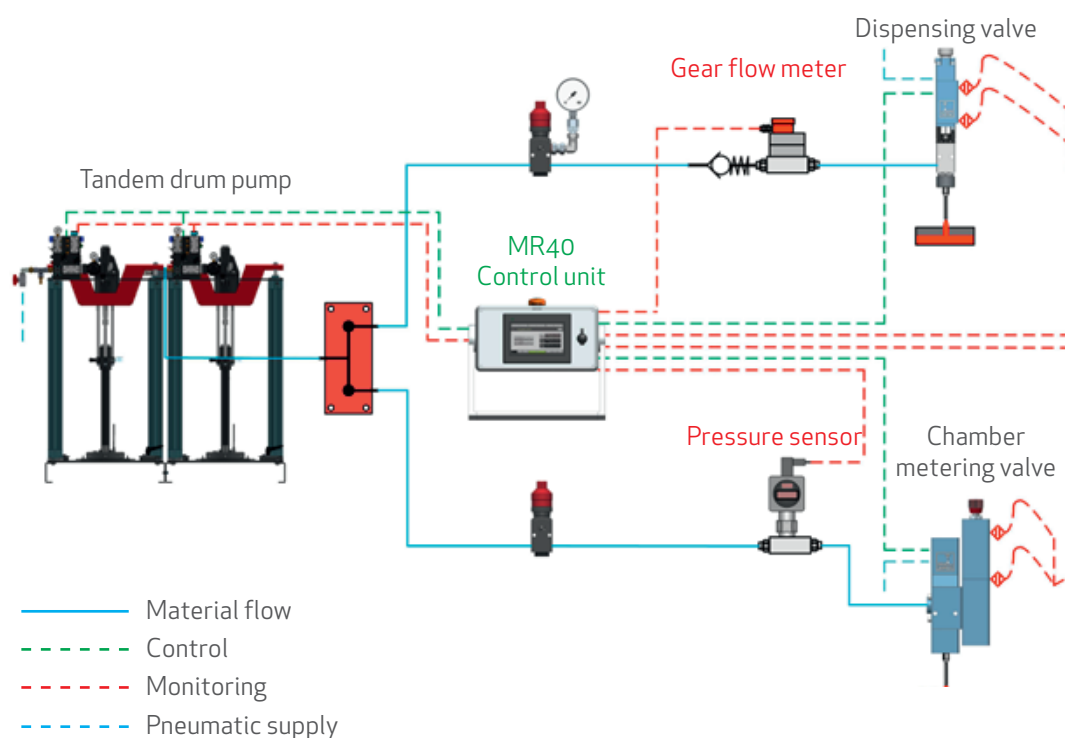 Dispensing valve
Gear flow meter
Tandem drum pump
MR40
Control unit
Pressure sensor
Chamber
metering valve
Material flow
Control
Monitoring
Pneumatic supply